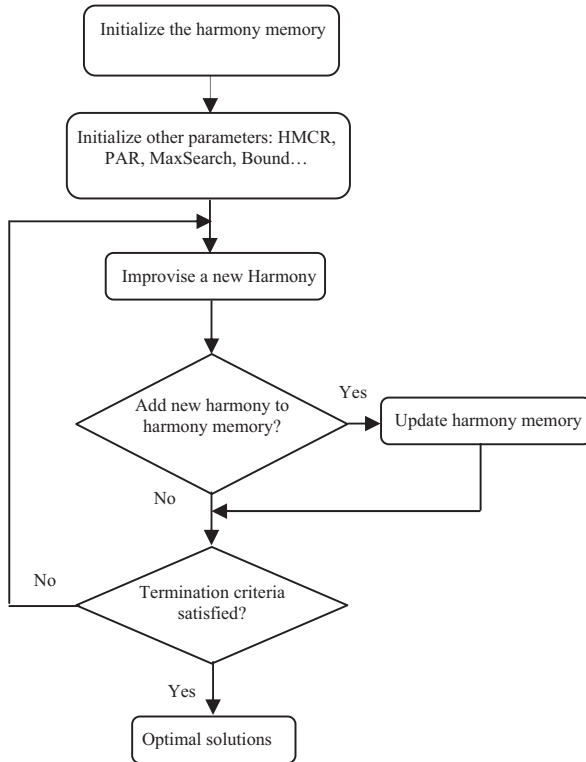 Initialize the harmony memory
Initialize other parameters: HMCR,
PAR, MaxSearch, Bound…
Improvise a new Harmony
Add new harmony to
harmony memory?
Yes
Update harmony memory
No
Termination criteria
satisfied?
No
Yes
Optimal solutions